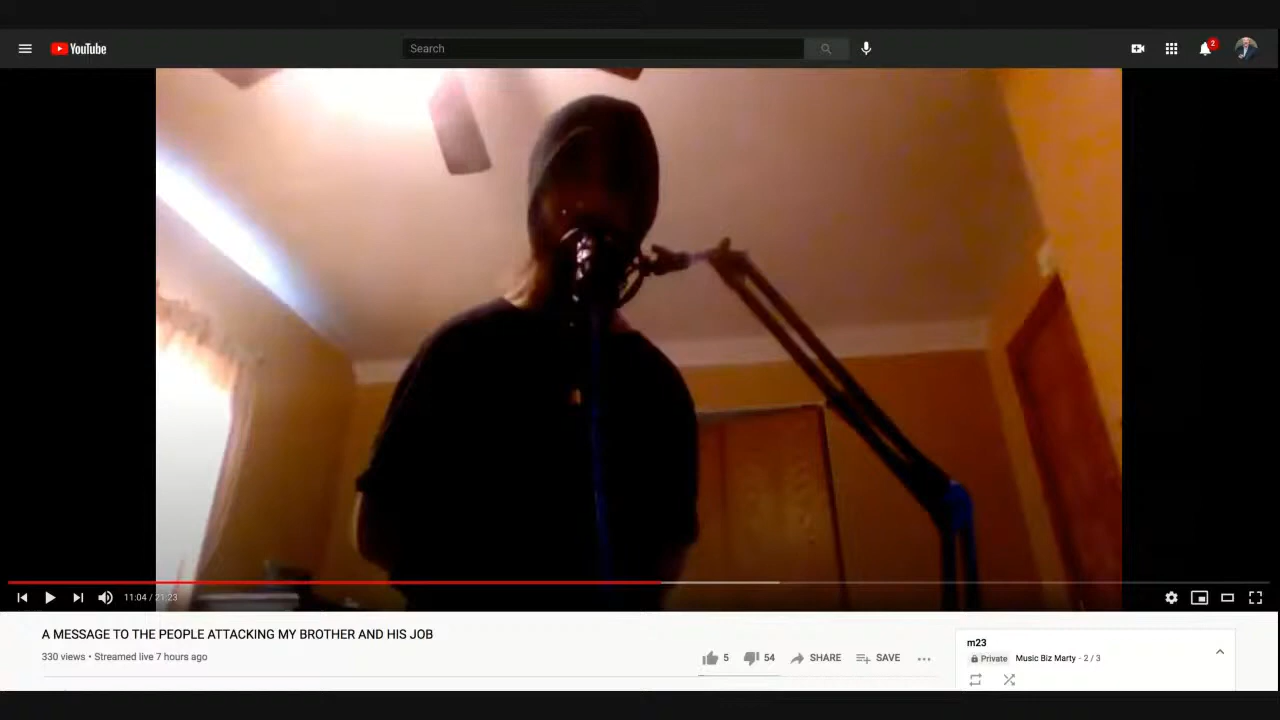 YouTube
Search
2
11:04 / 21:23
A MESSAGE TO THE PEOPLE ATTACKING MY BROTHER AND HIS JOB
330 views • Streamed live 7 hours ago
5
54
SHARE
SAVE
m23
Private Music Biz Marty - 2 / 3